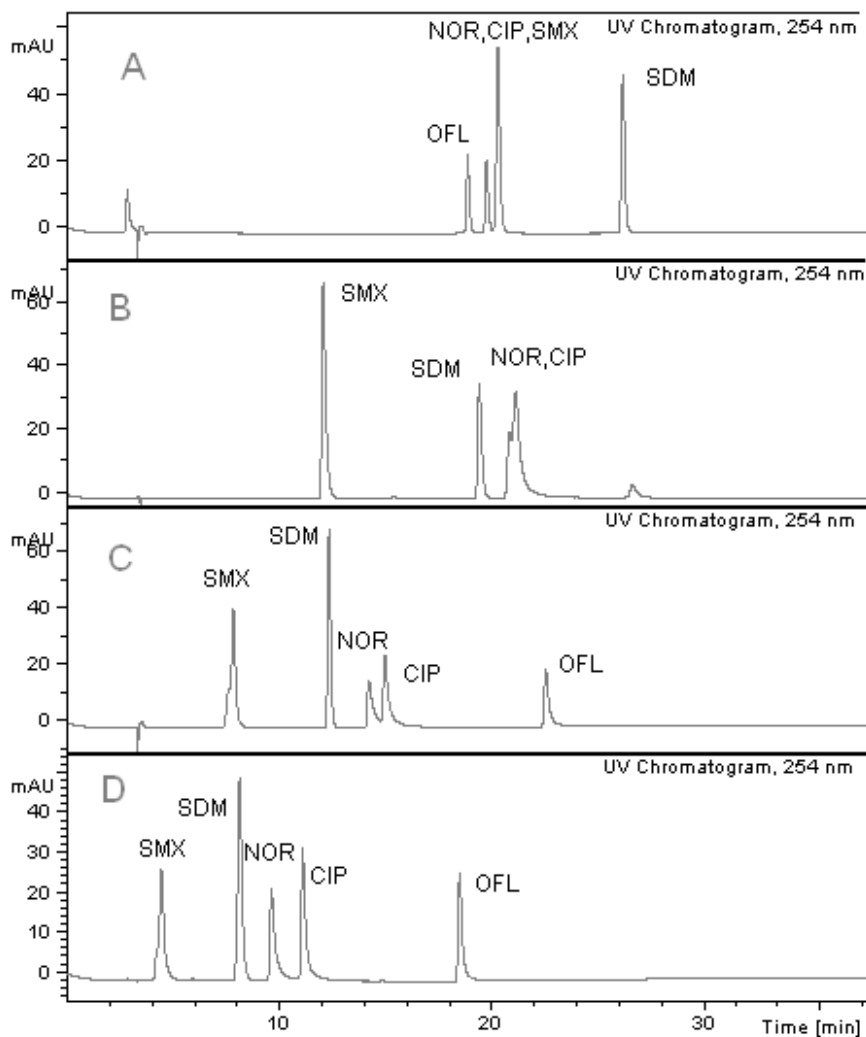 NOR,CIP,SMX
UV Chromatogram, 254 nm
mAU
A
SDM
40
OFL
20
0
UV Chromatogram, 254 nm
mAU
60
B
SMX
NOR,CIP
SDM
40
20
0
UV Chromatogram, 254 nm
mAU
60
SDM
C
SMX
40
NOR
CIP
OFL
20
0
UV Chromatogram, 254 nm
mAU
D
SDM
40
SMX
NOR
30
CIP
OFL
20
10
0
10 20 30 Time [min]